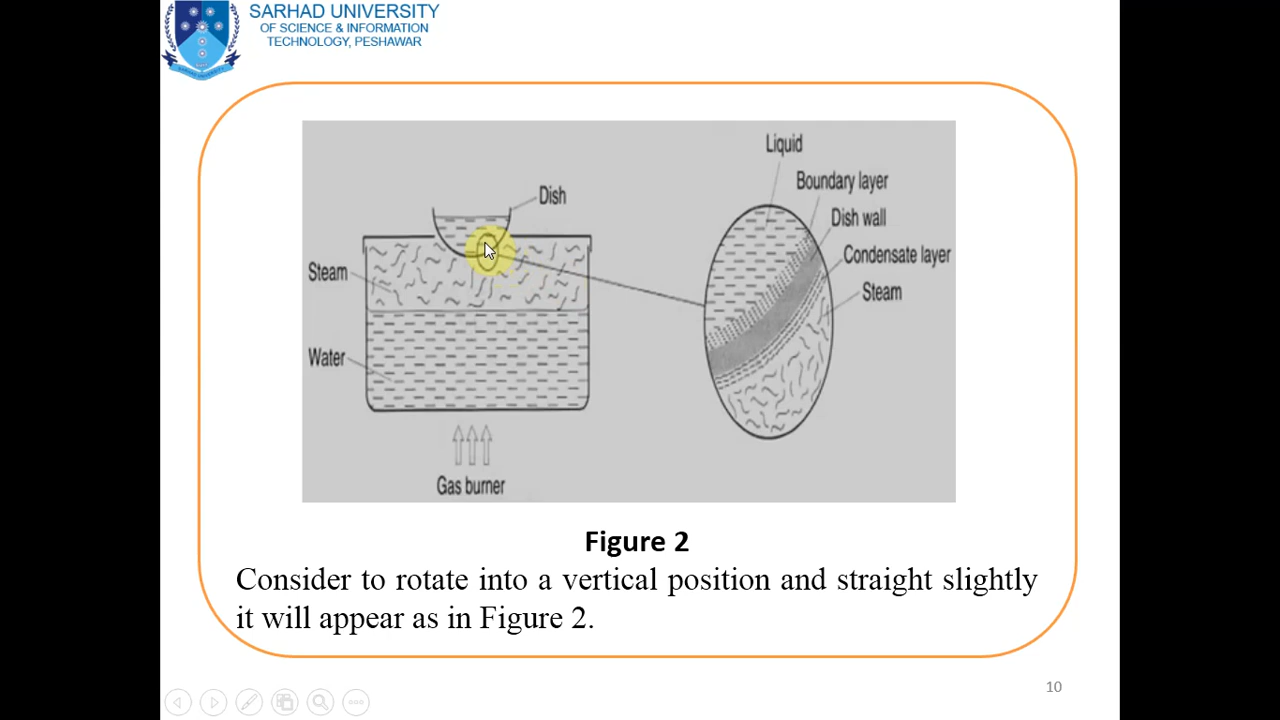 SARHAD UNIVERSITY
OF SCIENCE & INFORMATION
TECHNOLOGY, PESHAWAR
Liquid
Boundary layer
Dish
Dish wall
Condensate layer
Steam
Steam
Water
Gas burner
Figure 2
Consider to rotate into a vertical position and straight slightly
it will appear as in Figure 2.
10